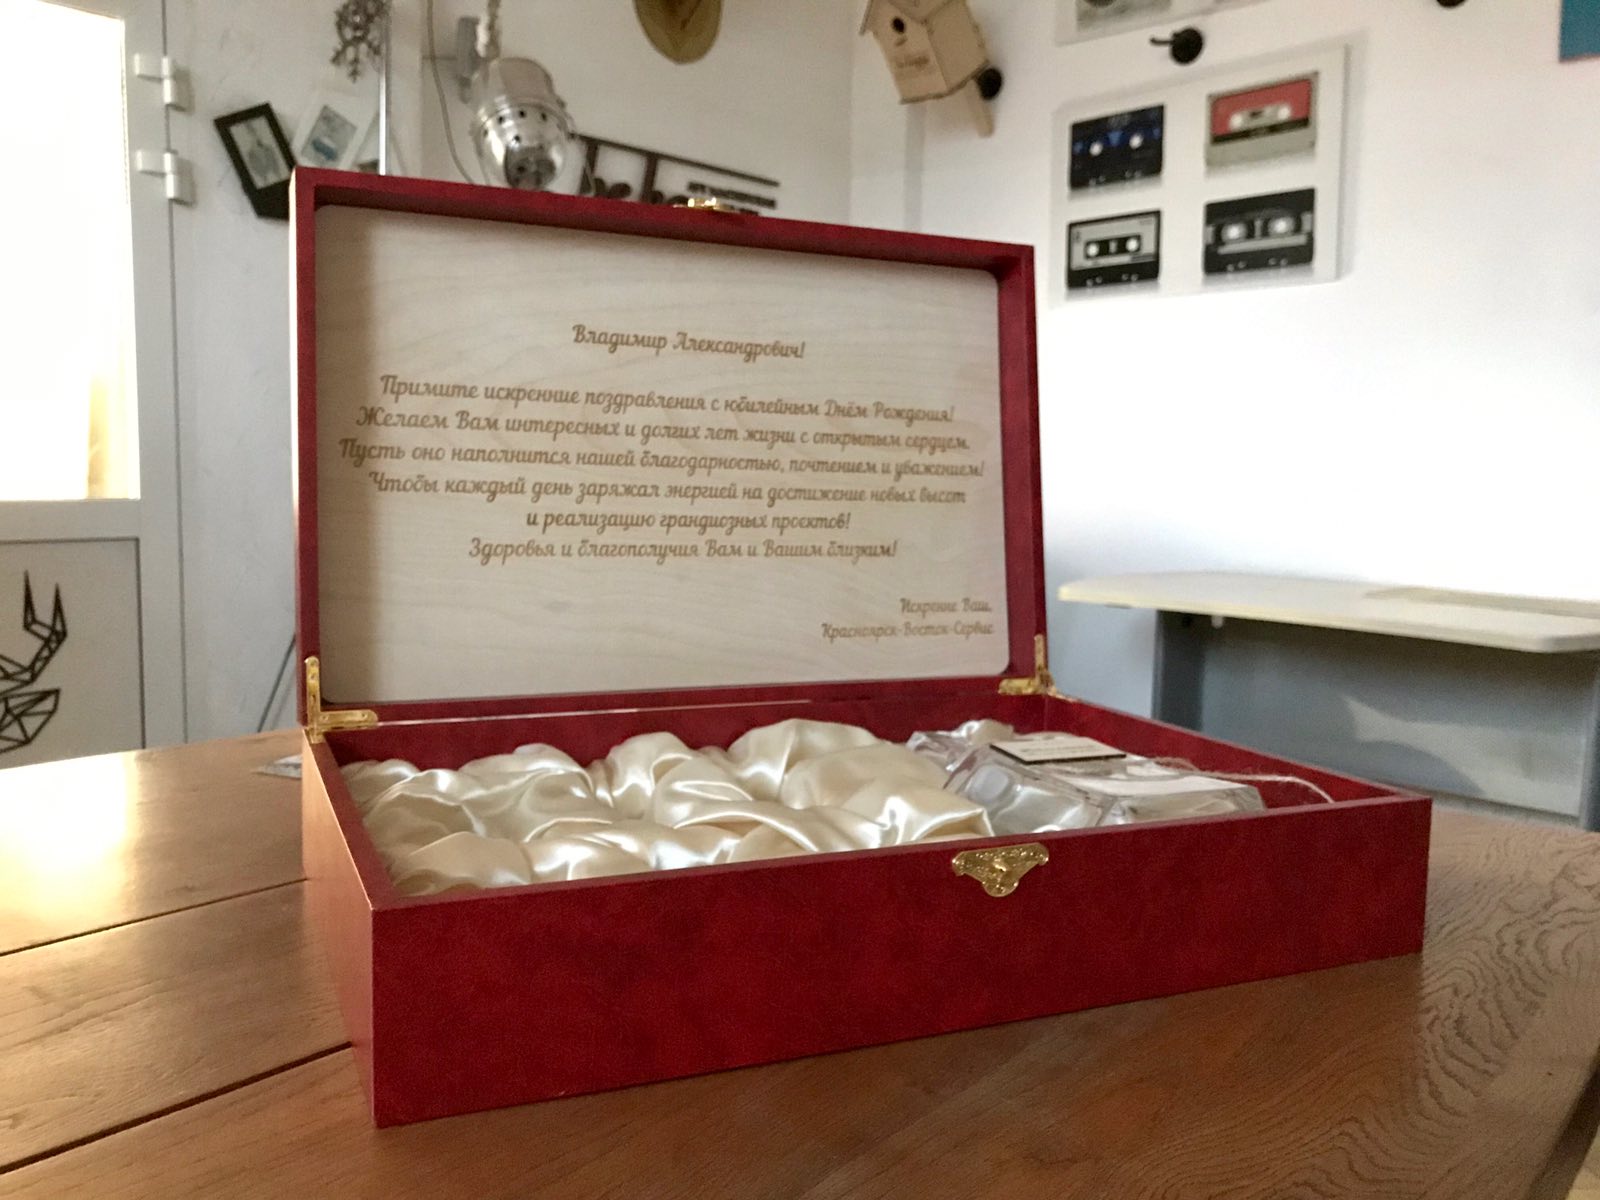 Владимир Александрович!
Примите искренние поздравления с юбилейным Днём Рождения!
Желаем Вам интересных и долгих лет жизни с открытым сердцем.
Пусть оно наполнится нашей благодарностью, почтением и уважением!
Чтобы каждый день заряжал энергией на достижение новых высот
и реализацию грандиозных проектов!
Здоровья и благополучия Вам и Вашим близким!
Искренне Ваш,
Красноярск-Восток-Сервис